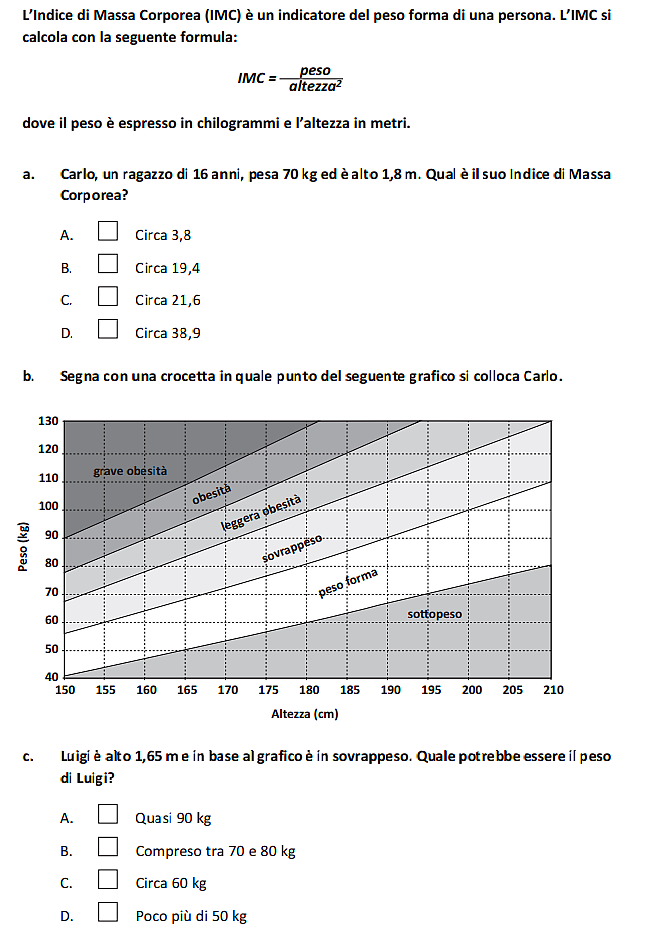 L'Indice di Massa Corporea (IMC) è un indicatore del peso forma di una persona. L'IMC si
calcola con la seguente formula:
IMC = peso / altezza²
dove il peso è espresso in chilogrammi e l'altezza in metri.
a. Carlo, un ragazzo di 16 anni, pesa 70 kg ed è alto 1,8 m. Qual è il suo Indice di Massa
Corporea?
A. Circa 3,8
B. Circa 19,4
C. Circa 21,6
D. Circa 38,9
b. Segna con una crocetta in quale punto del seguente grafico si colloca Carlo.
130
120
110
100
90
80
70
60
50
40
Peso (kg)
grave obesità
obesità
leggera obesità
sovrappeso
peso forma
sottopeso
150 155 160 165 170 175 180 185 190 195 200 205 210
Altezza (cm)
c. Luigi è alto 1,65 m e in base al grafico è in sovrappeso. Quale potrebbe essere il peso
di Luigi?
A. Quasi 90 kg
B. Compreso tra 70 e 80 kg
C. Circa 60 kg
D. Poco più di 50 kg